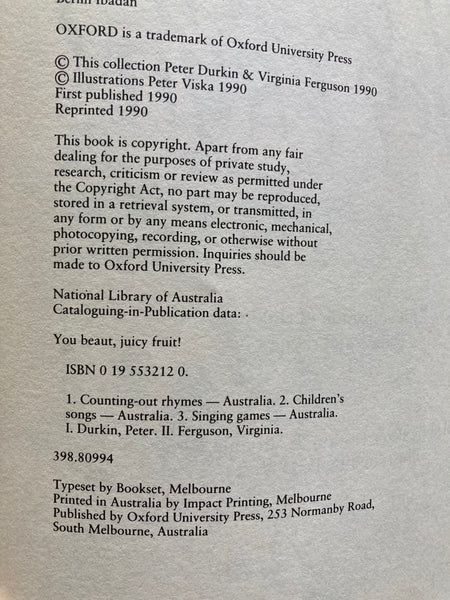 Berlin Ibadan
OXFORD is a trademark of Oxford University Press
© This collection Peter Durkin & Virginia Ferguson 1990
© Illustrations Peter Viska 1990
First published 1990
Reprinted 1990
This book is copyright. Apart from any fair
dealing for the purposes of private study,
research, criticism or review as permitted under
the Copyright Act, no part may be reproduced,
stored in a retrieval system, or transmitted, in
any form or by any means electronic, mechanical,
photocopying, recording, or otherwise without
prior written permission. Inquiries should be
made to Oxford University Press.
National Library of Australia
Cataloguing-in-Publication data:
You beaut, juicy fruit!
ISBN 0 19 553212 0.
1. Counting-out rhymes — Australia. 2. Children's
songs — Australia. 3. Singing games — Australia.
I. Durkin, Peter. II. Ferguson, Virginia.
398.80994
Typeset by Bookset, Melbourne
Printed in Australia by Impact Printing, Melbourne
Published by Oxford University Press, 253 Normanby Road,
South Melbourne, Australia